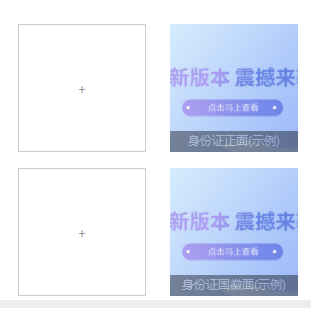 +
新版本 震撼来
点击马上查看
身份证正面(示例)
+
新版本 震撼来
点击马上查看
身份证国徽面(示例)